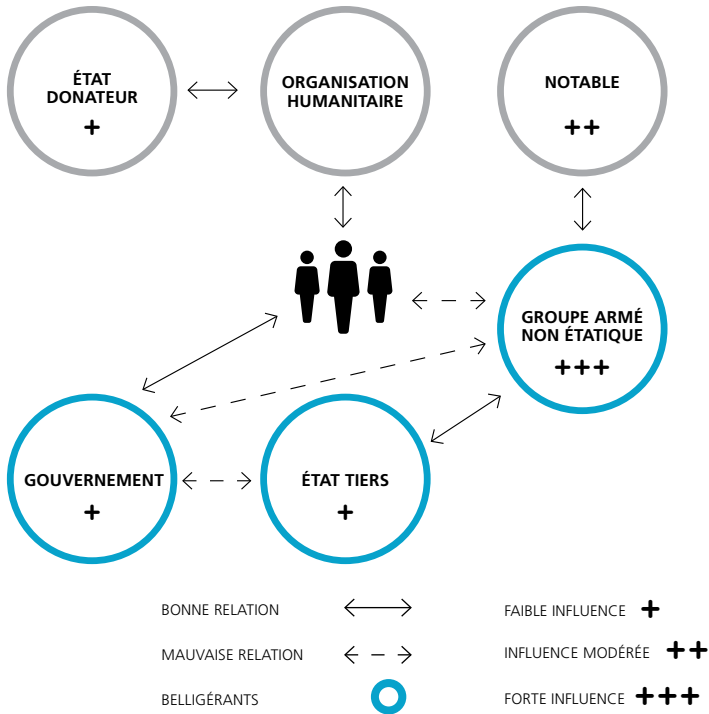 ÉTAT
DONATEUR
+
ORGANISATION
HUMANITAIRE
NOTABLE
++
GROUPE ARMÉ
NON ÉTATIQUE
+++
GOUVERNEMENT
+
ÉTAT TIERS
+
BONNE RELATION
FAIBLE INFLUENCE +
MAUVAISE RELATION
INFLUENCE MODÉRÉE ++
BELLIGÉRANTS
FORTE INFLUENCE +++